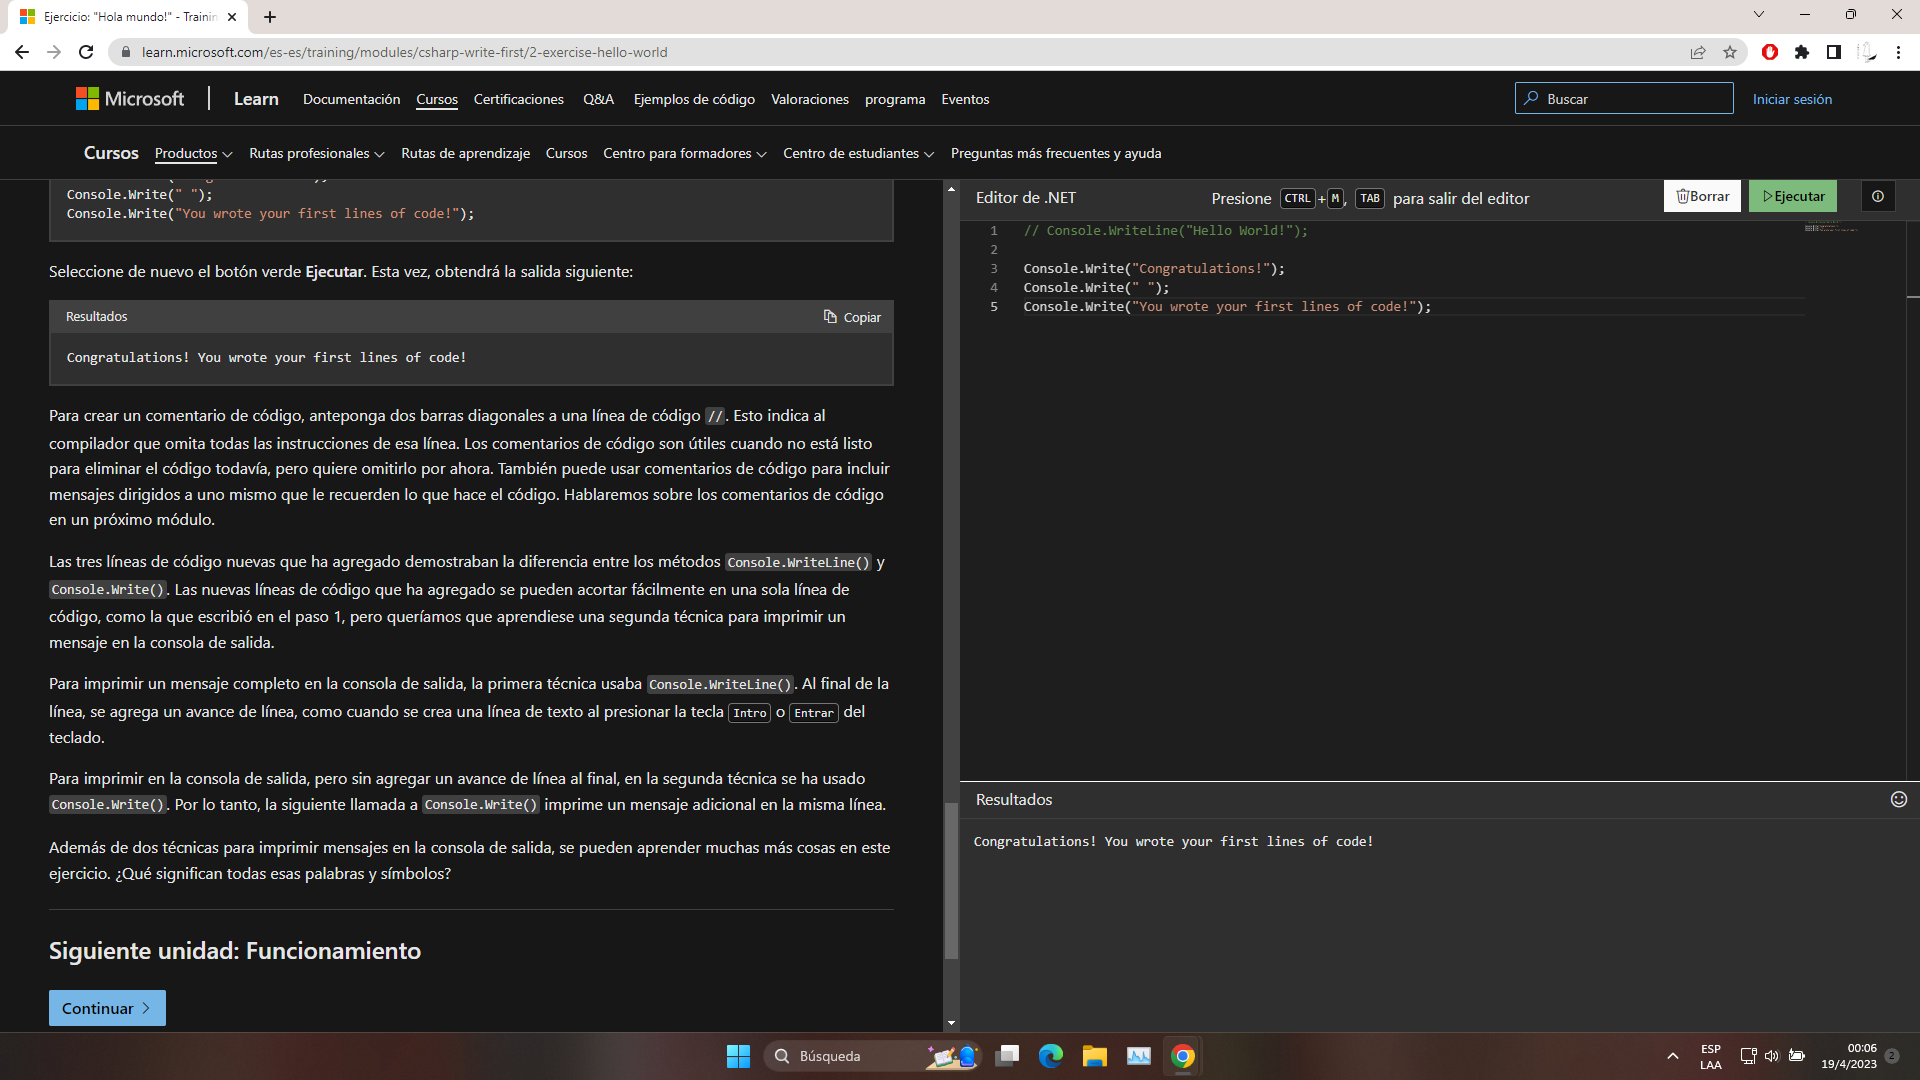 Ejercicio: "Hola mundo!" - Trainin
learn.microsoft.com/es-es/training/modules/csharp-write-first/2-exercise-hello-world
Microsoft
Learn
Documentación
Cursos
Certificaciones
Q&A
Ejemplos de código
Valoraciones
programa
Eventos
Buscar
Iniciar sesión
Cursos
Productos
Rutas profesionales
Rutas de aprendizaje
Cursos
Centro para formadores
Centro de estudiantes
Preguntas más frecuentes y ayuda
Console.Write(" ");
Console.Write("You wrote your first lines of code!");
Seleccione de nuevo el botón verde Ejecutar. Esta vez, obtendrá la salida siguiente:
Resultados
Copiar
Congratulations! You wrote your first lines of code!
Para crear un comentario de código, anteponga dos barras diagonales a una línea de código //. Esto indica al
compilador que omita todas las instrucciones de esa línea. Los comentarios de código son útiles cuando no está listo
para eliminar el código todavía, pero quiere omitirlo por ahora. También puede usar comentarios de código para incluir
mensajes dirigidos a uno mismo que le recuerden lo que hace el código. Hablaremos sobre los comentarios de código
en un próximo módulo.
Las tres líneas de código nuevas que ha agregado demostraban la diferencia entre los métodos Console.WriteLine() y
Console.Write(). Las nuevas líneas de código que ha agregado se pueden acortar fácilmente en una sola línea de
código, como la que escribió en el paso 1, pero queríamos que aprendiese una segunda técnica para imprimir un
mensaje en la consola de salida.
Para imprimir un mensaje completo en la consola de salida, la primera técnica usaba Console.WriteLine(). Al final de la
línea, se agrega un avance de línea, como cuando se crea una línea de texto al presionar la tecla Intro o Entrar del
teclado.
Para imprimir en la consola de salida, pero sin agregar un avance de línea al final, en la segunda técnica se ha usado
Console.Write(). Por lo tanto, la siguiente llamada a Console.Write() imprime un mensaje adicional en la misma línea.
Además de dos técnicas para imprimir mensajes en la consola de salida, se pueden aprender muchas más cosas en este
ejercicio. ¿Qué significan todas esas palabras y símbolos?
Siguiente unidad: Funcionamiento
Continuar
Editor de .NET
Presione CTRL+M, TAB para salir del editor
Borrar
Ejecutar
1 // Console.WriteLine("Hello World!");
2
3 Console.Write("Congratulations!");
4 Console.Write(" ");
5 Console.Write("You wrote your first lines of code!");
Resultados
Congratulations! You wrote your first lines of code!
Búsqueda
ESP
LAA
00:06
19/4/2023
2